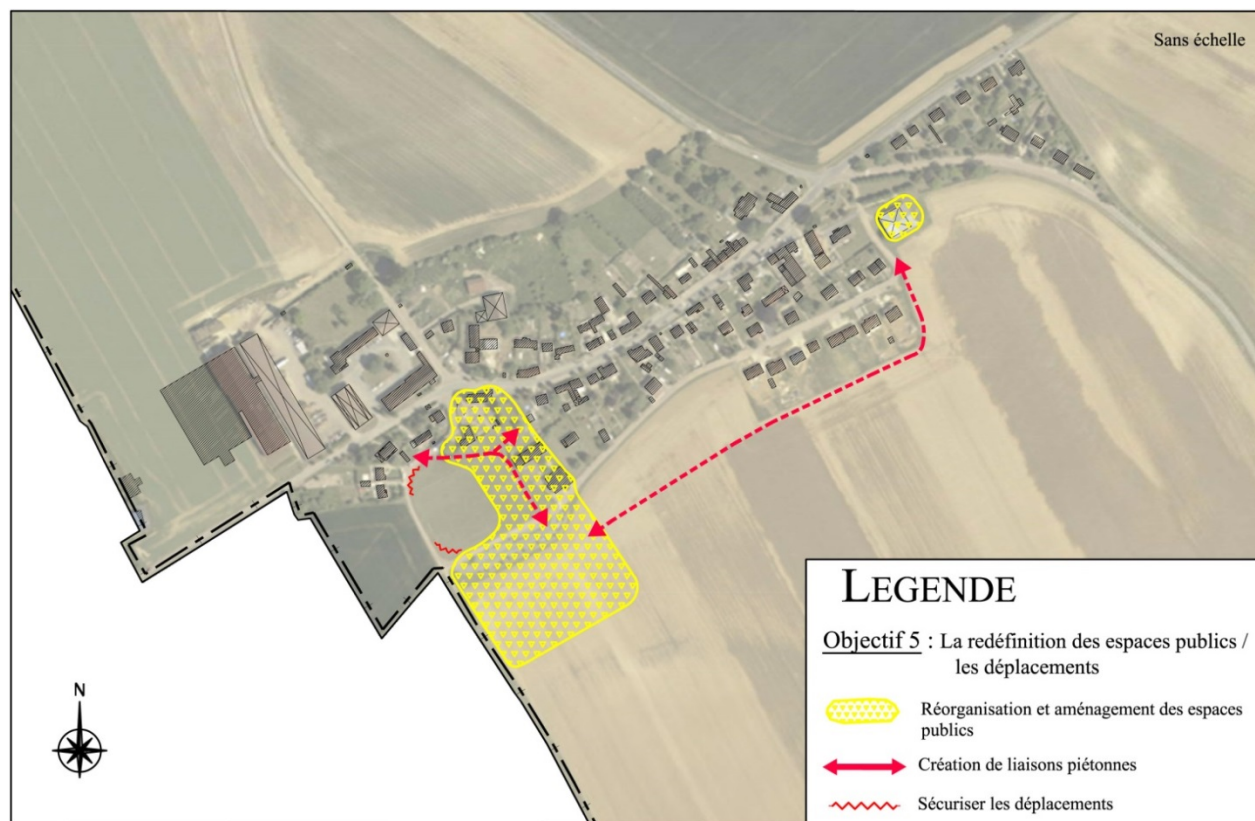 Sans échelle
N
LEGENDE
Objectif 5 : La redéfinition des espaces publics /
les déplacements
Réorganisation et aménagement des espaces
publics
Création de liaisons piétonnes
Sécuriser les déplacements